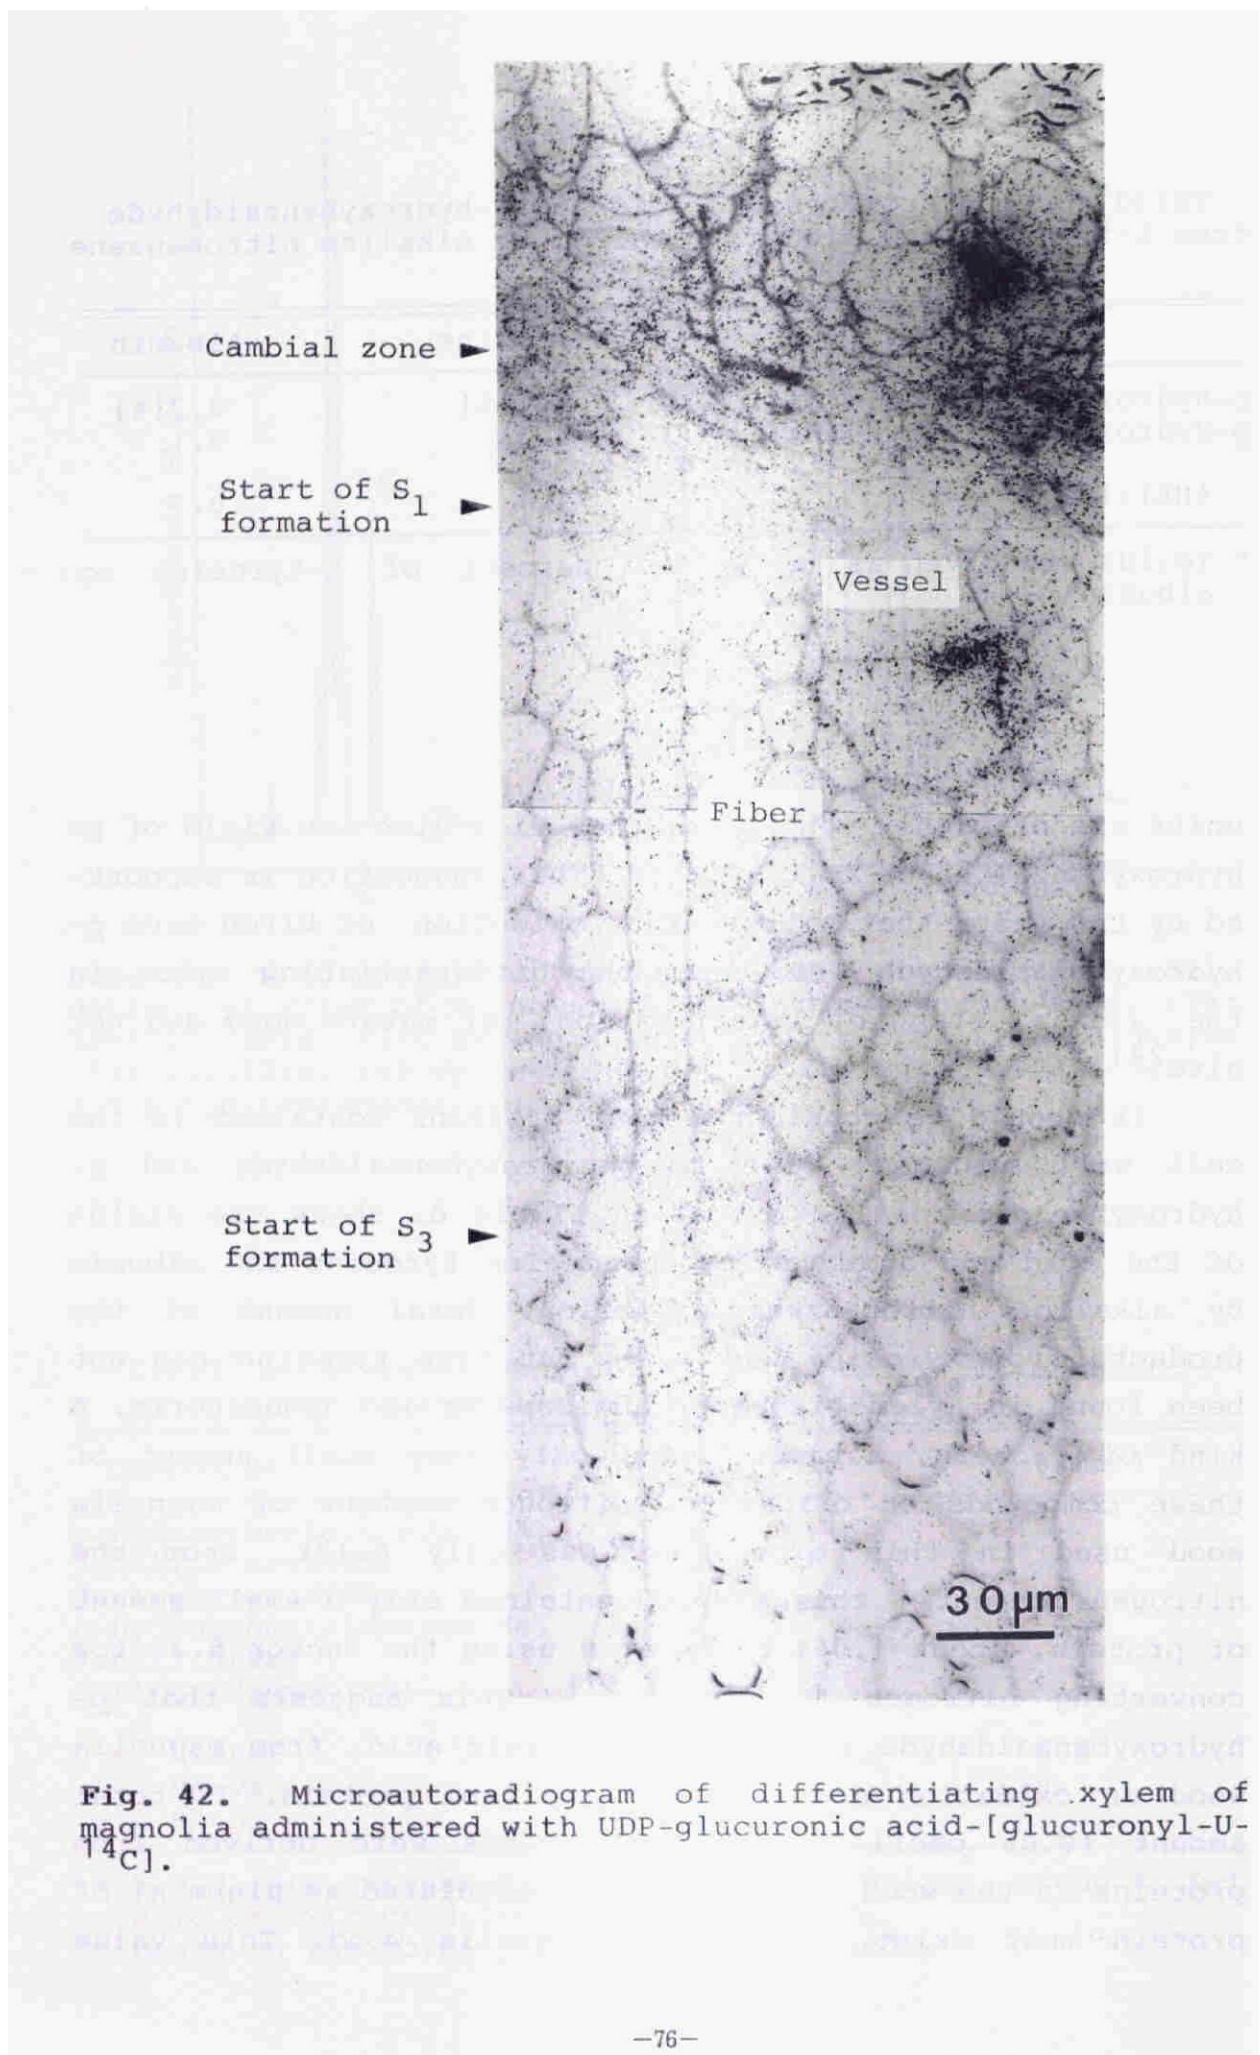 Cambial zone
Start of S1
formation
Vessel
Fiber
Start of S3
formation
30 µm
Fig. 42. Microautoradiogram of differentiating xylem of
magnolia administered with UDP-glucuronic acid-[glucuronyl-U-
14C].
—76—